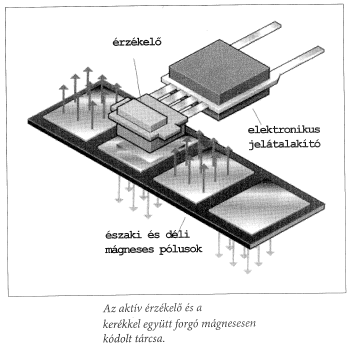 érzékelő
elektronikus
jelátalakító
északi és déli
mágneses pólusok
Az aktív érzékelő és a
kerékkel együtt forgó mágnesesen
kódolt tárcsa.